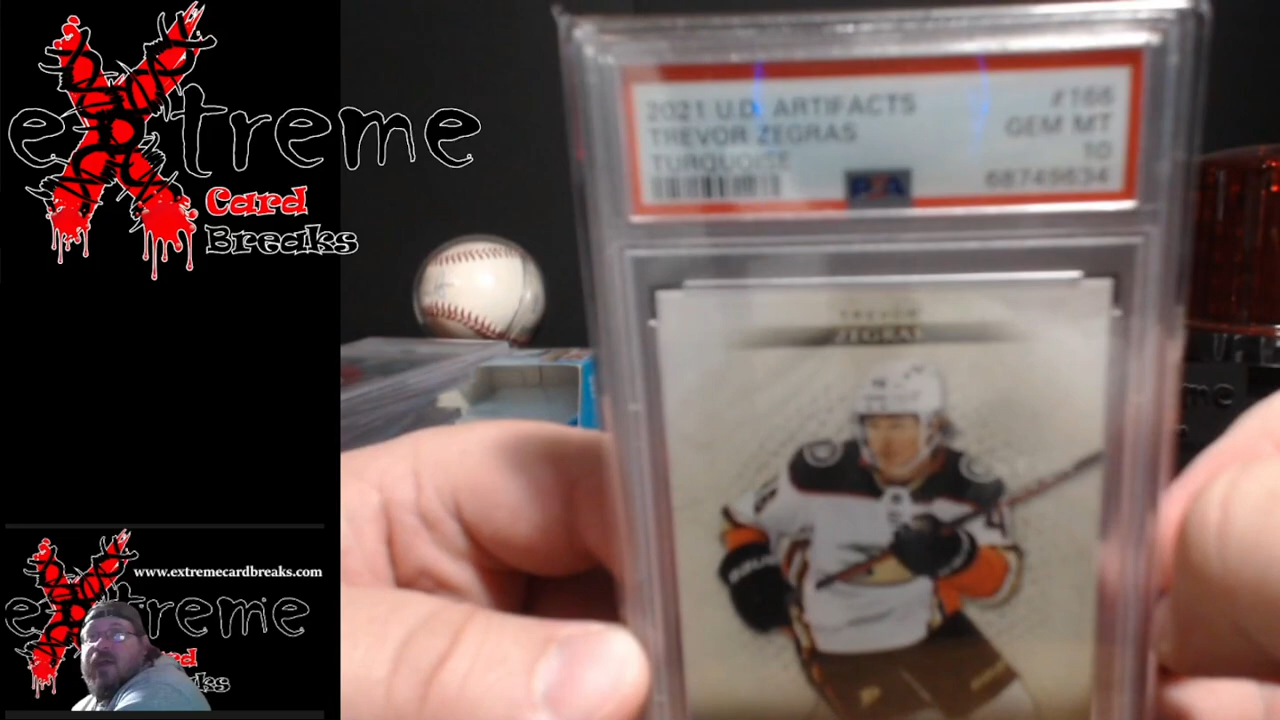 extreme
Card
Breaks
2021 U.D. ARTIFACTS #166
TREVOR ZEGRAS GEM MT
TURQUOISE 10
PSA 68749634
TREVOR
ZEGRAS
www.extremecardbreaks.com
extreme